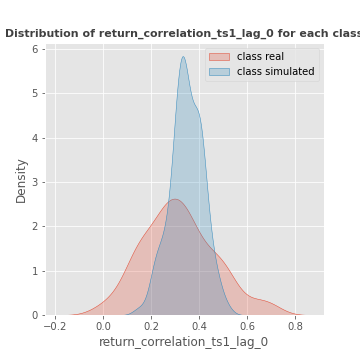 Distribution of return_correlation_ts1_lag_0 for each class
class real
class simulated
6
5
4
3
2
1
0
Density
−0.2 0.0 0.2 0.4 0.6 0.8
return_correlation_ts1_lag_0